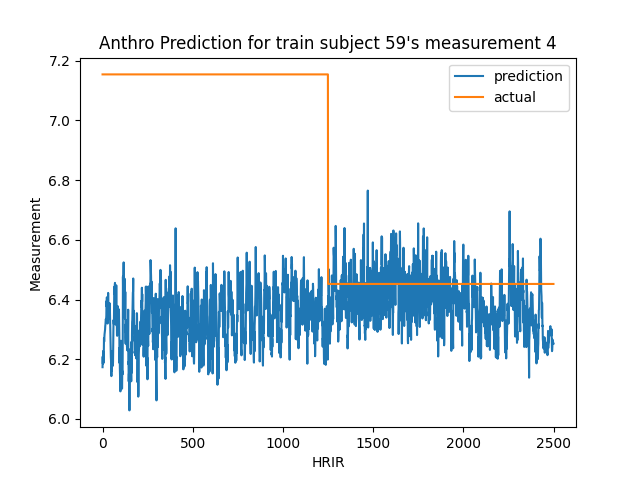 Anthro Prediction for train subject 59's measurement 4
prediction
actual
Measurement
7.2
7.0
6.8
6.6
6.4
6.2
6.0
0
500
1000
1500
2000
2500
HRIR